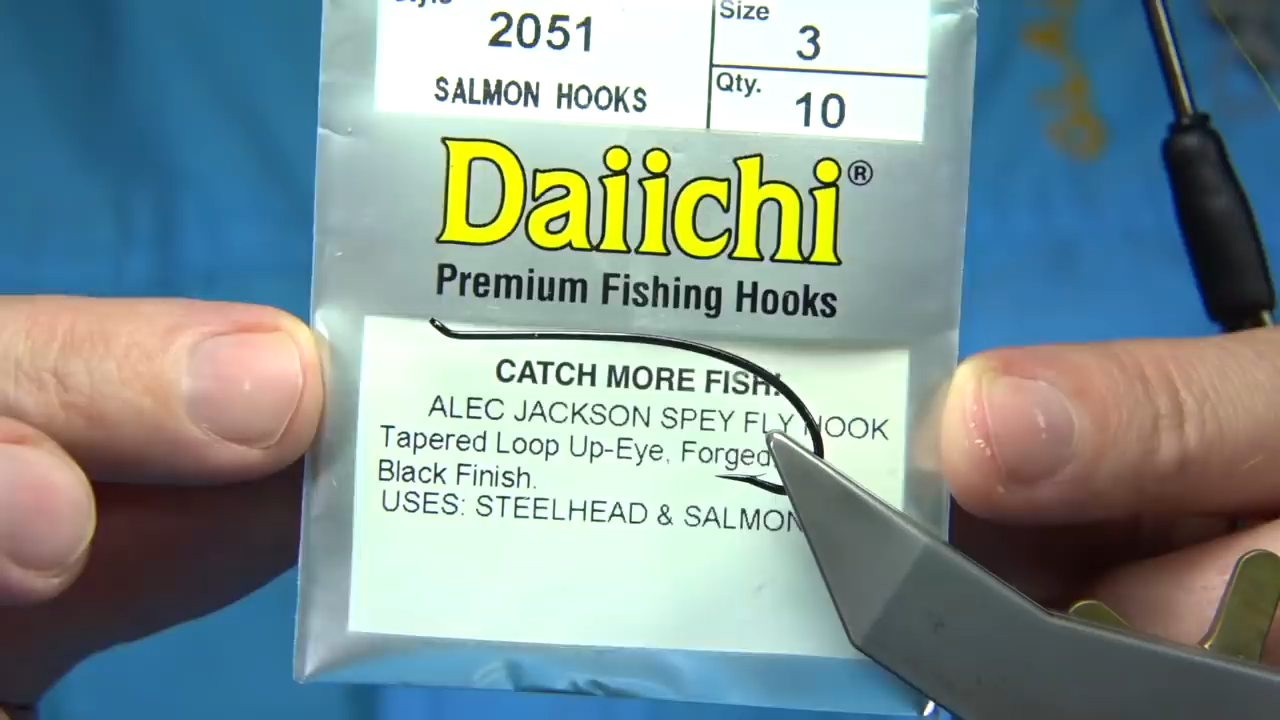 Style
2051
Size
3
SALMON HOOKS
Qty.
10
Daiichi®
Premium Fishing Hooks
CATCH MORE FISH!
ALEC JACKSON SPEY FLY HOOK
Tapered Loop Up-Eye, Forged
Black Finish.
USES: STEELHEAD & SALMON